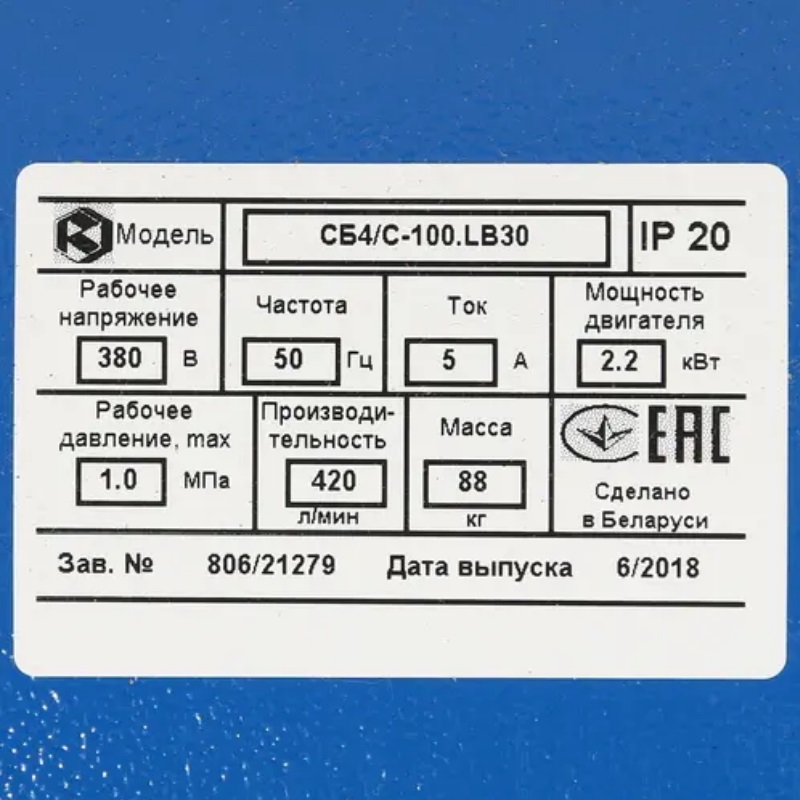 Модель СБ4/С-100.LB30 IP 20
Рабочее напряжение 380 В
Частота 50 Гц
Ток 5 А
Мощность двигателя 2.2 кВт
Рабочее давление, max 1.0 МПа
Производи-
тельность 420 л/мин
Масса 88 кг
ЕАС
Сделано
в Беларуси
Зав. № 806/21279 Дата выпуска 6/2018